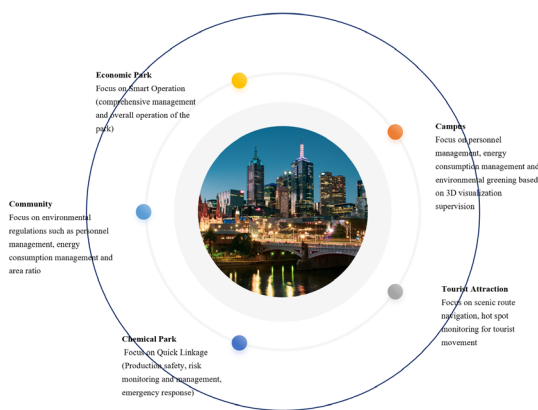 Economic Park
Focus on Smart Operation
(comprehensive management
and overall operation of the
park)
Campus
Focus on personnel
management, energy
consumption management and
environmental greening based
on 3D visualization
supervision
Community
Focus on environmental
regulations such as personnel
management, energy
consumption management and
area ratio
Tourist Attraction
Focus on scenic route
navigation, hot spot
monitoring for tourist
movement
Chemical Park
Focus on Quick Linkage
(Production safety, risk
monitoring and management,
emergency response)